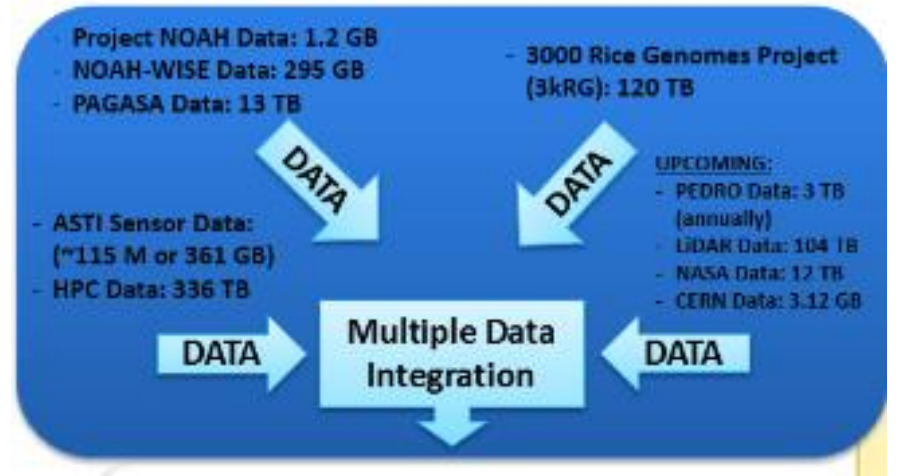 - Project NOAH Data: 1.2 GB
- NOAH-WISE Data: 295 GB
- PAGASA Data: 13 TB
- 3000 Rice Genomes Project
(3kRG): 120 TB
DATA
DATA
UPCOMING:
- PEDRO Data: 3 TB
(annually)
- LiDAR Data: 104 TB
- NASA Data: 12 TB
- CERN Data: 3.12 GB
- ASTI Sensor Data:
(~115 M or 361 GB)
- HPC Data: 336 TB
DATA
Multiple Data
Integration
DATA